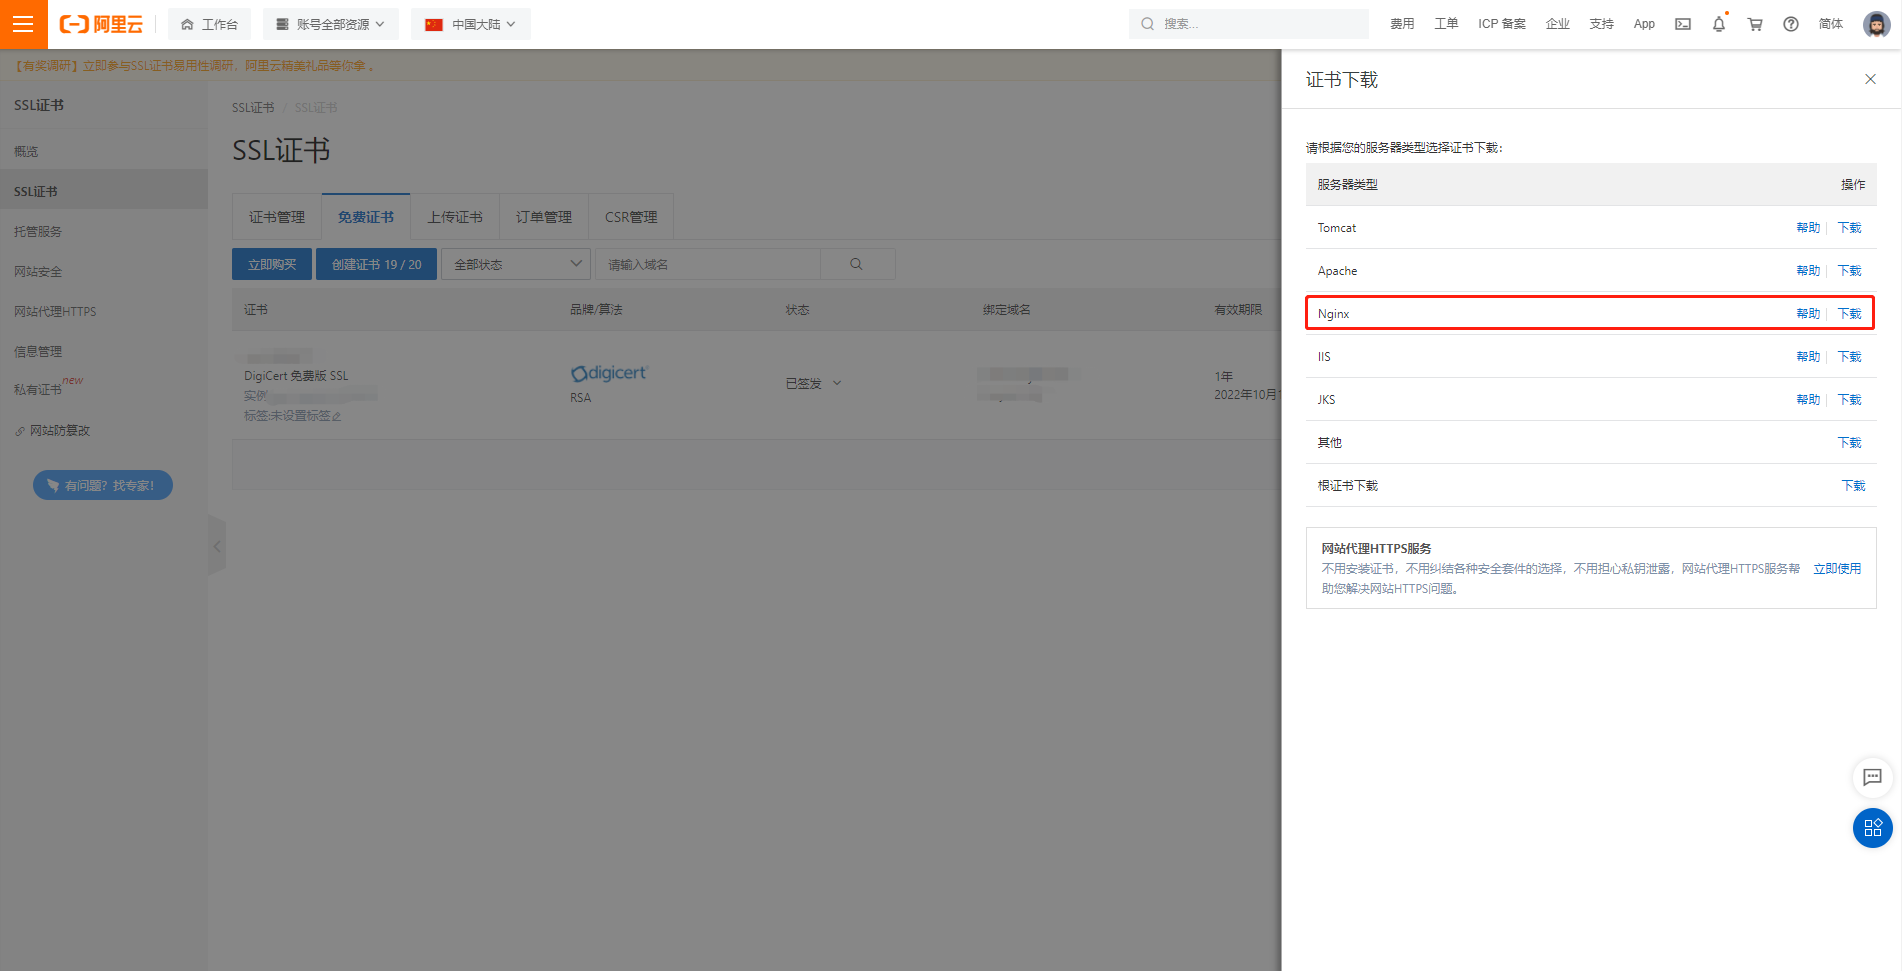 阿里云
工作台
账号全部资源
中国大陆
搜索...
费用
工单
ICP 备案
企业
支持
App
简体
【有奖调研】立即参与SSL证书易用性调研，阿里云精美礼品等你拿 。
SSL证书
概览
SSL证书
托管服务
网站安全
网站代理HTTPS
信息管理
私有证书 new
网站防篡改
有问题？找专家！
SSL证书 / SSL证书
SSL证书
证书管理
免费证书
上传证书
订单管理
CSR管理
立即购买
创建证书 19 / 20
全部状态
请输入域名
证书
品牌/算法
状态
绑定域名
有效期限
DigiCert 免费版 SSL
实例
标签:未设置标签
digicert
RSA
已签发
1年
2022年10月
证书下载
请根据您的服务器类型选择证书下载：
服务器类型 操作
Tomcat 帮助 下载
Apache 帮助 下载
Nginx 帮助 下载
IIS 帮助 下载
JKS 帮助 下载
其他 下载
根证书下载 下载
网站代理HTTPS服务
不用安装证书，不用纠结各种安全套件的选择，不用担心私钥泄露，网站代理HTTPS服务帮 立即使用
助您解决网站HTTPS问题。